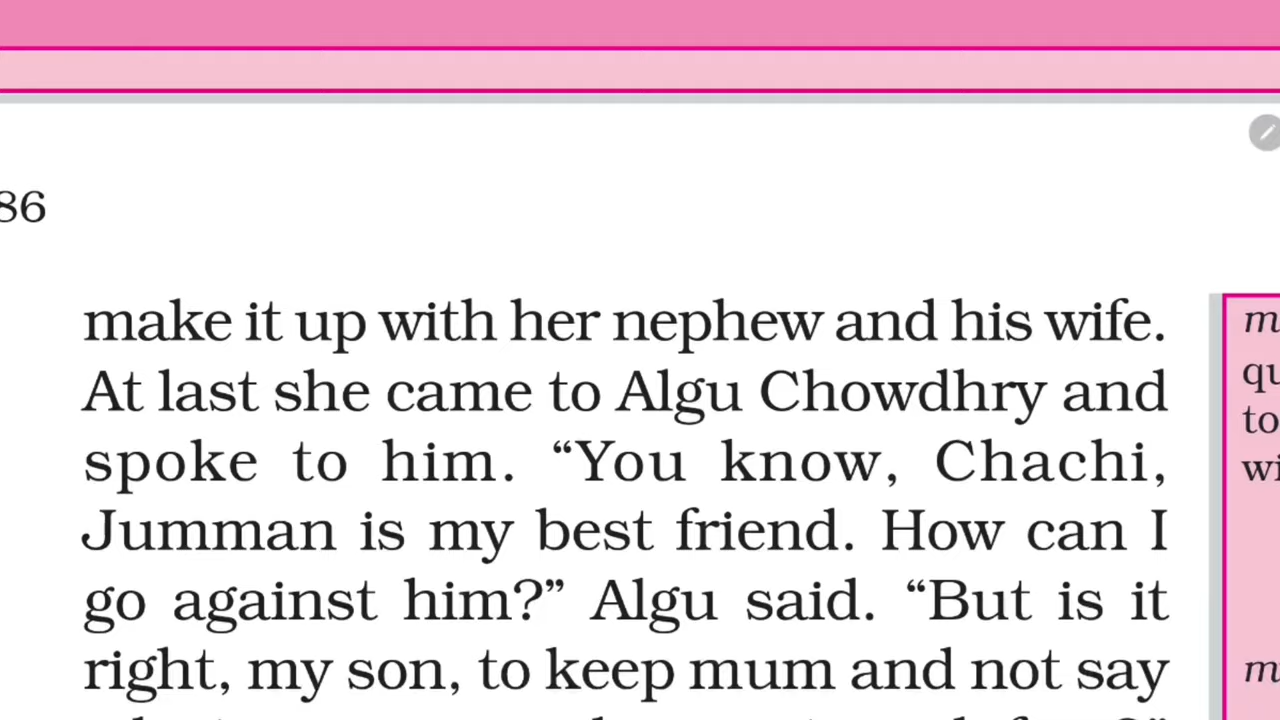 86
make it up with her nephew and his wife.
At last she came to Algu Chowdhry and
spoke to him. “You know, Chachi,
Jumman is my best friend. How can I
go against him?” Algu said. “But is it
right, my son, to keep mum and not say
to